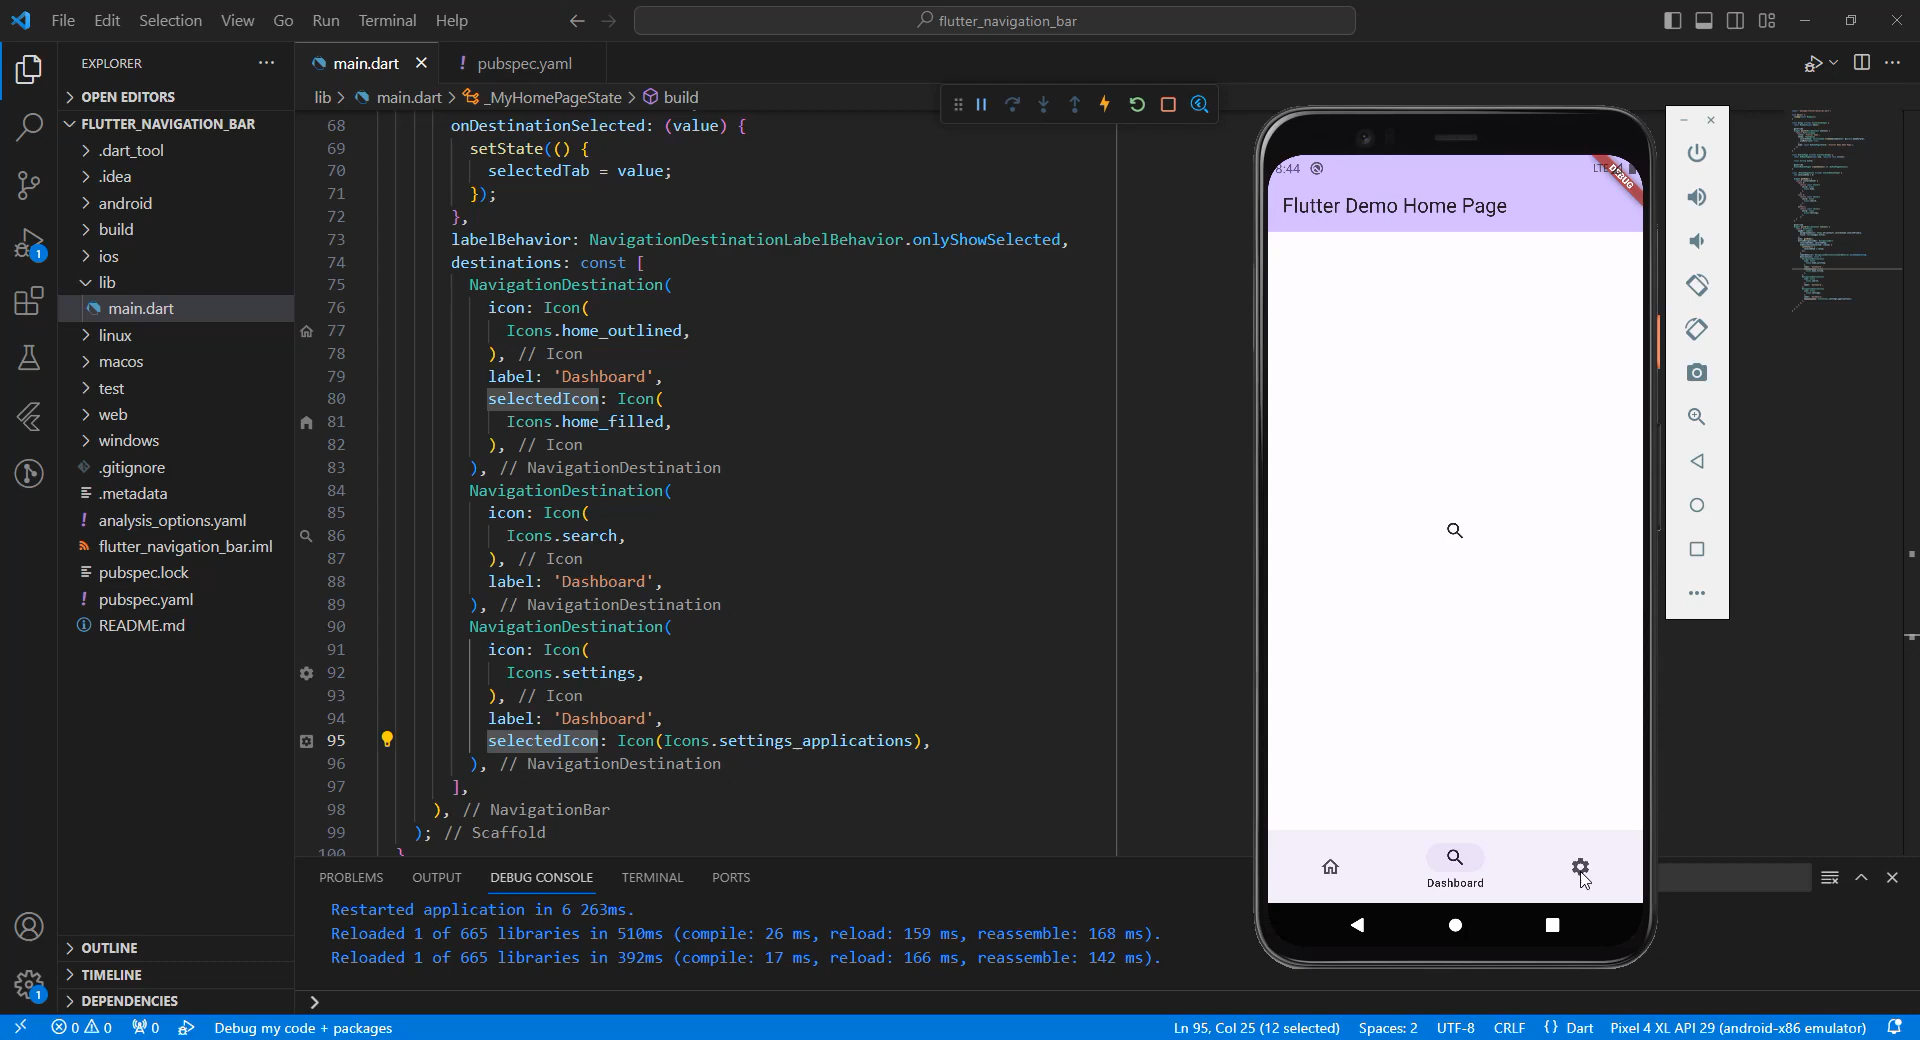 File Edit Selection View Go Run Terminal Help
flutter_navigation_bar
EXPLORER
main.dart
! pubspec.yaml
OPEN EDITORS
FLUTTER_NAVIGATION_BAR
.dart_tool
.idea
android
build
ios
lib
main.dart
linux
macos
test
web
windows
.gitignore
.metadata
! analysis_options.yaml
flutter_navigation_bar.iml
pubspec.lock
! pubspec.yaml
README.md
OUTLINE
TIMELINE
DEPENDENCIES
lib > main.dart > _MyHomePageState > build
68 onDestinationSelected: (value) {
69 setState(() {
70 selectedTab = value;
71 });
72 },
73 labelBehavior: NavigationDestinationLabelBehavior.onlyShowSelected,
74 destinations: const [
75 NavigationDestination(
76 icon: Icon(
77 Icons.home_outlined,
78 ), // Icon
79 label: 'Dashboard',
80 selectedIcon: Icon(
81 Icons.home_filled,
82 ), // Icon
83 ), // NavigationDestination
84 NavigationDestination(
85 icon: Icon(
86 Icons.search,
87 ), // Icon
88 label: 'Dashboard',
89 ), // NavigationDestination
90 NavigationDestination(
91 icon: Icon(
92 Icons.settings,
93 ), // Icon
94 label: 'Dashboard',
95 selectedIcon: Icon(Icons.settings_applications),
96 ), // NavigationDestination
97 ],
98 ), // NavigationBar
99 ); // Scaffold
100 }
8:44
LTE
DEBUG
Flutter Demo Home Page
Dashboard
PROBLEMS OUTPUT DEBUG CONSOLE TERMINAL PORTS
Restarted application in 6 263ms.
Reloaded 1 of 665 libraries in 510ms (compile: 26 ms, reload: 159 ms, reassemble: 168 ms).
Reloaded 1 of 665 libraries in 392ms (compile: 17 ms, reload: 166 ms, reassemble: 142 ms).
1
1
0 0 0 Debug my code + packages
Ln 95, Col 25 (12 selected) Spaces: 2 UTF-8 CRLF {} Dart Pixel 4 XL API 29 (android-x86 emulator)